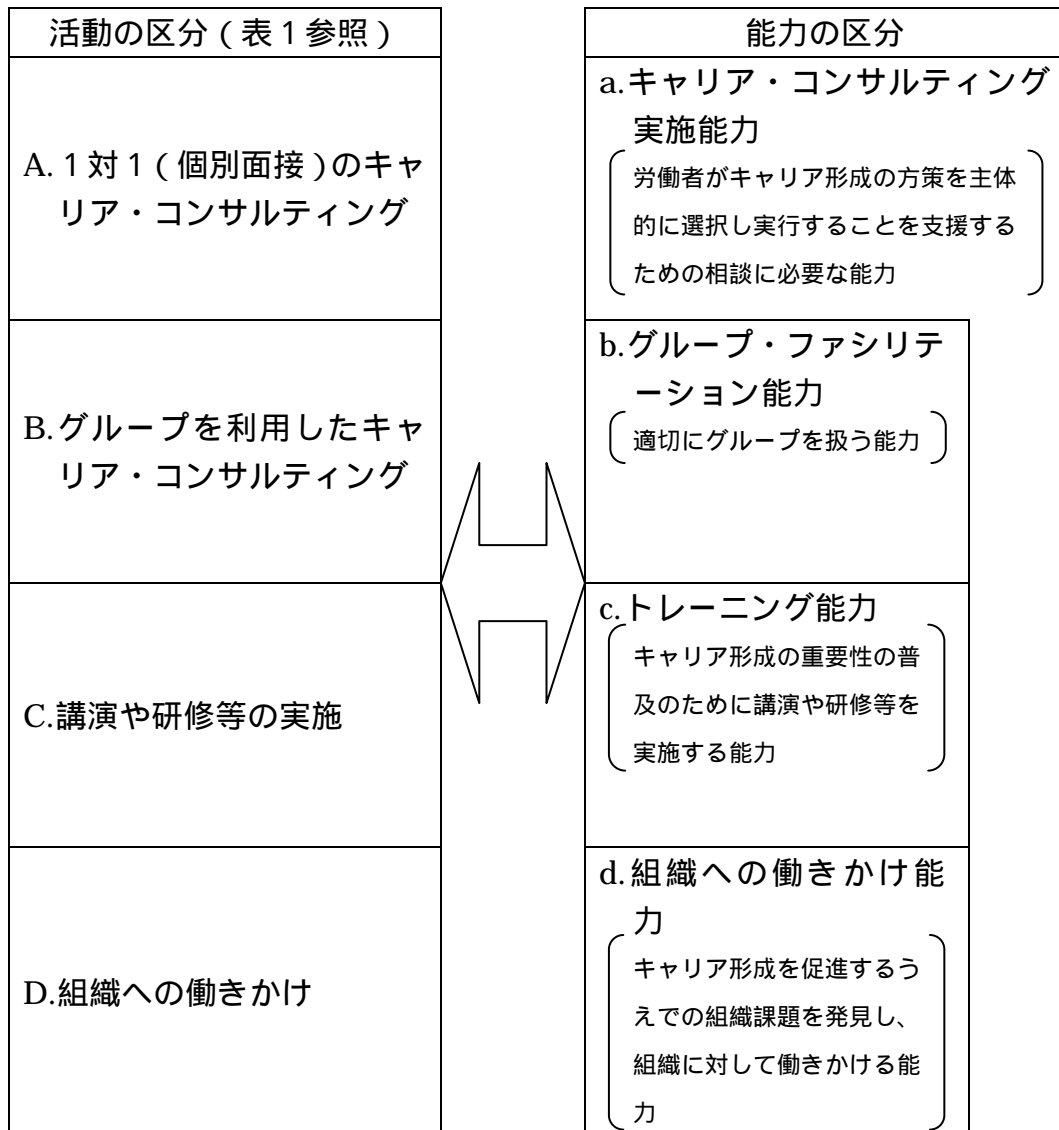 活動の区分(表1参照)
A.1対1(個別面接)のキャ
リア・コンサルティング
B.グループを利用したキャ
リア・コンサルティング
C.講演や研修等の実施
D.組織への働きかけ
能力の区分
a.キャリア・コンサルティング
実施能力
労働者がキャリア形成の方策を主体
的に選択し実行することを支援する
ための相談に必要な能力
b.グループ・ファシリテ
ーション能力
適切にグループを扱う能力
c.トレーニング能力
キャリア形成の重要性の普
及のために講演や研修等を
実施する能力
d.組織への働きかけ能
力
キャリア形成を促進するう
えでの組織課題を発見し、
組織に対して働きかける能
力